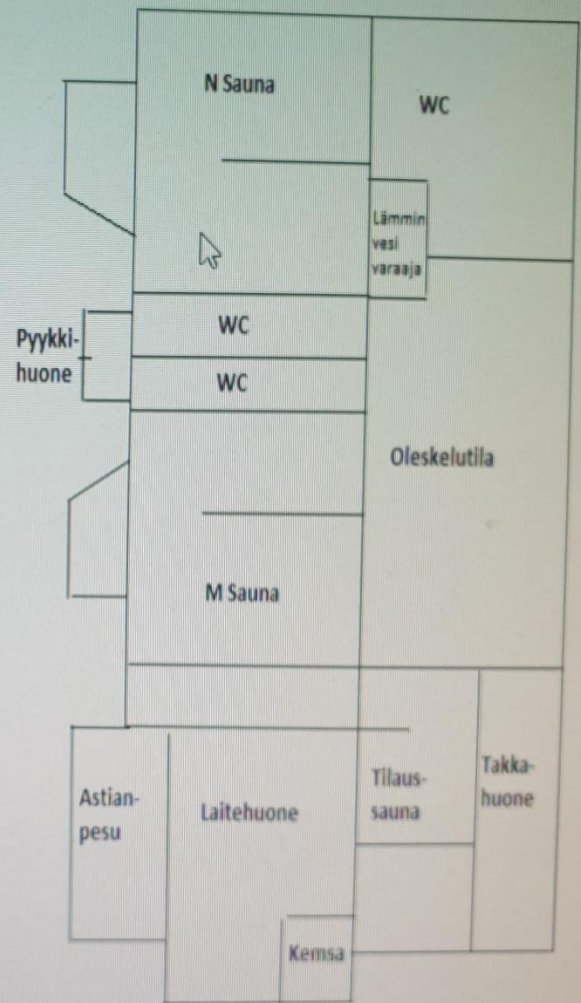 N Sauna
WC
Lämmin
vesi
varaaja
WC
Pyykki-
huone
WC
Oleskelutila
M Sauna
Astian-
pesu
Laitehuone
Tilaus-
sauna
Takka-
huone
Kemsa